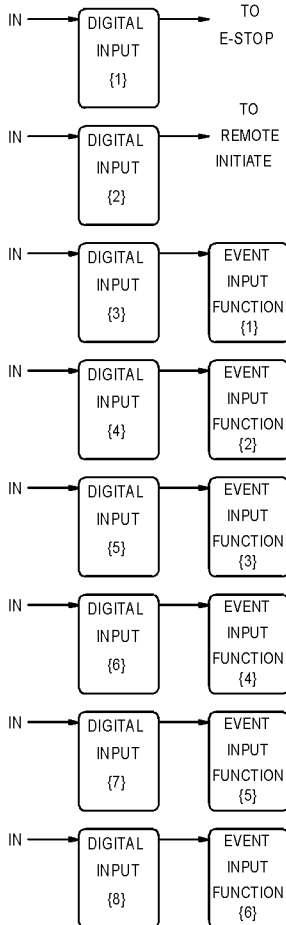 IN
DIGITAL
INPUT
{1}
TO
E-STOP
IN
DIGITAL
INPUT
{2}
TO
REMOTE
INITIATE
IN
DIGITAL
INPUT
{3}
EVENT
INPUT
FUNCTION
{1}
IN
DIGITAL
INPUT
{4}
EVENT
INPUT
FUNCTION
{2}
IN
DIGITAL
INPUT
{5}
EVENT
INPUT
FUNCTION
{3}
IN
DIGITAL
INPUT
{6}
EVENT
INPUT
FUNCTION
{4}
IN
DIGITAL
INPUT
{7}
EVENT
INPUT
FUNCTION
{5}
IN
DIGITAL
INPUT
{8}
EVENT
INPUT
FUNCTION
{6}